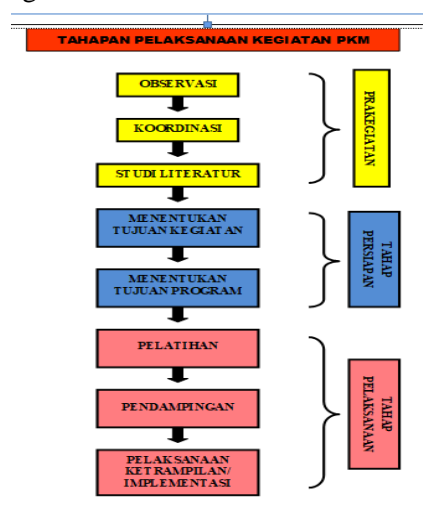 TAHAPAN PELAKSANAAN KEGIATAN PKM
OBSERVASI
KOORDINASI
STUDI LITERATUR
PRAKEGIATAN
MENENTUKAN
TUJUAN KEGIATAN
MENENTUKAN
TUJUAN PROGRAM
TAHAP
PERSIAPAN
PELATIHAN
PENDAMPINGAN
PELAKSANAAN
KETRAMPILAN/
IMPLEMENTASI
TAHAP
PELAKSANAAN